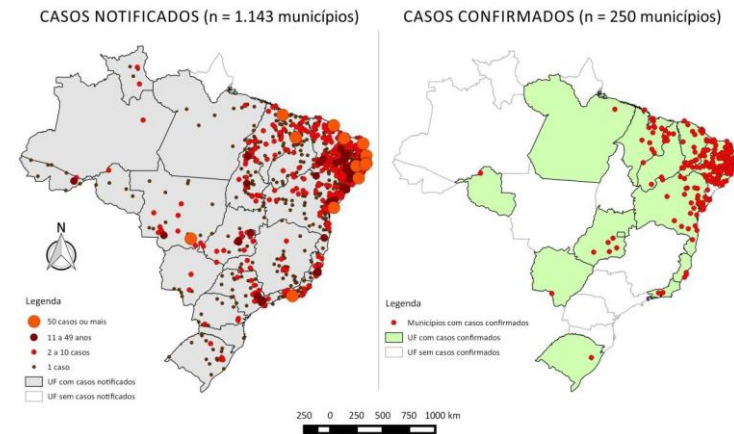 CASOS NOTIFICADOS (n = 1.143 municípios)
CASOS CONFIRMADOS (n = 250 municípios)
N
Legenda
50 casos ou mais
11 a 49 anos
2 a 10 casos
1 caso
UF com casos notificados
UF sem casos notificados
Legenda
Municípios com casos confirmados
UF com casos confirmados
UF sem casos confirmados
250 0 250 500 750 1000 km